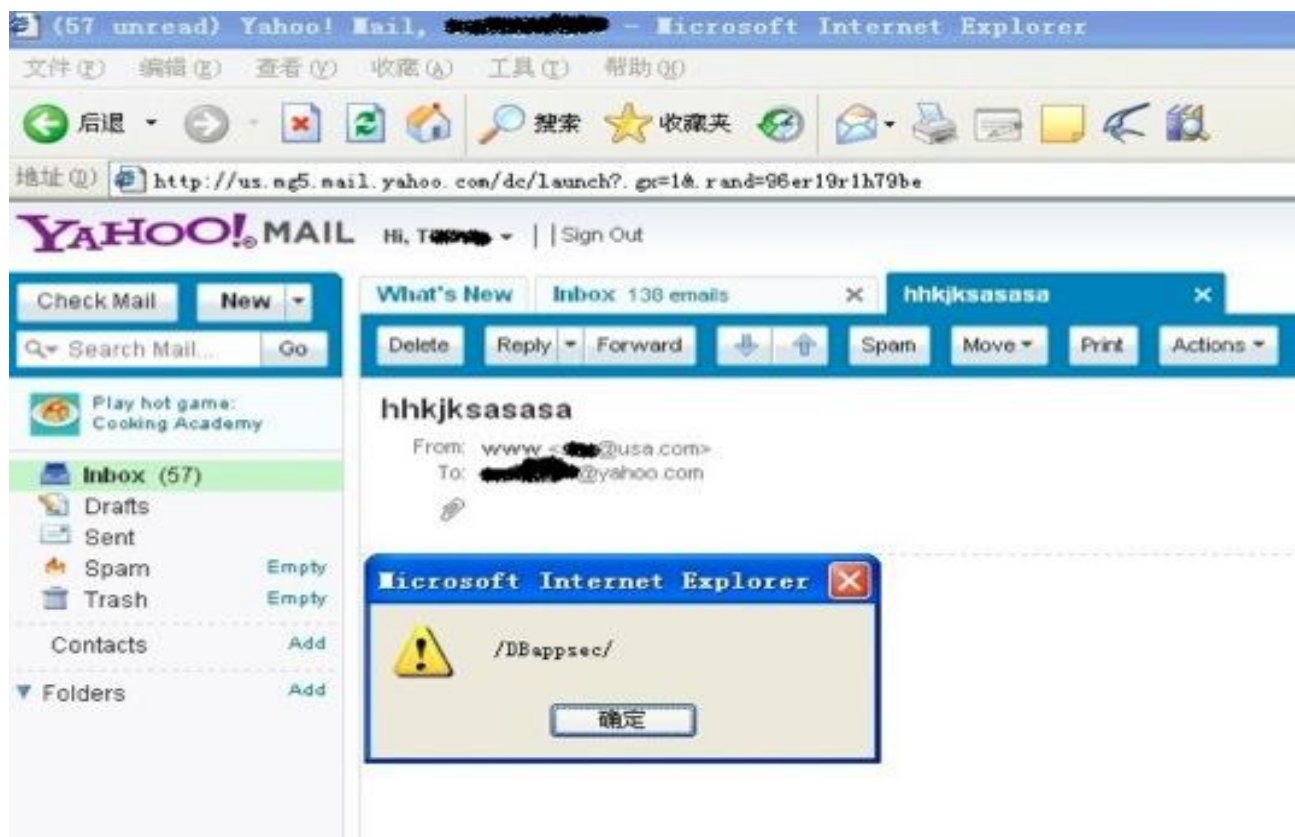 (57 unread) Yahoo! Mail, - Microsoft Internet Explorer
文件(F) 编辑(E) 查看(V) 收藏(A) 工具(T) 帮助(H)
后退 搜索 收藏夹
地址(D) http://us.mg5.mail.yahoo.com/dc/launch?.gx=1&.rand=96er19r1h79be
YAHOO!® MAIL Hi, T | | Sign Out
Check Mail New What's New Inbox 138 emails hhkjksasasa
Search Mail... Go Delete Reply Forward Spam Move Print Actions
Play hot game:
Cooking Academy
hhkjksasasa
From: www < @usa.com>
To: @yahoo.com
Inbox (57)
Drafts
Sent
Spam Empty
Trash Empty
Contacts Add
Folders Add
Microsoft Internet Explorer
/DBappsec/
确定